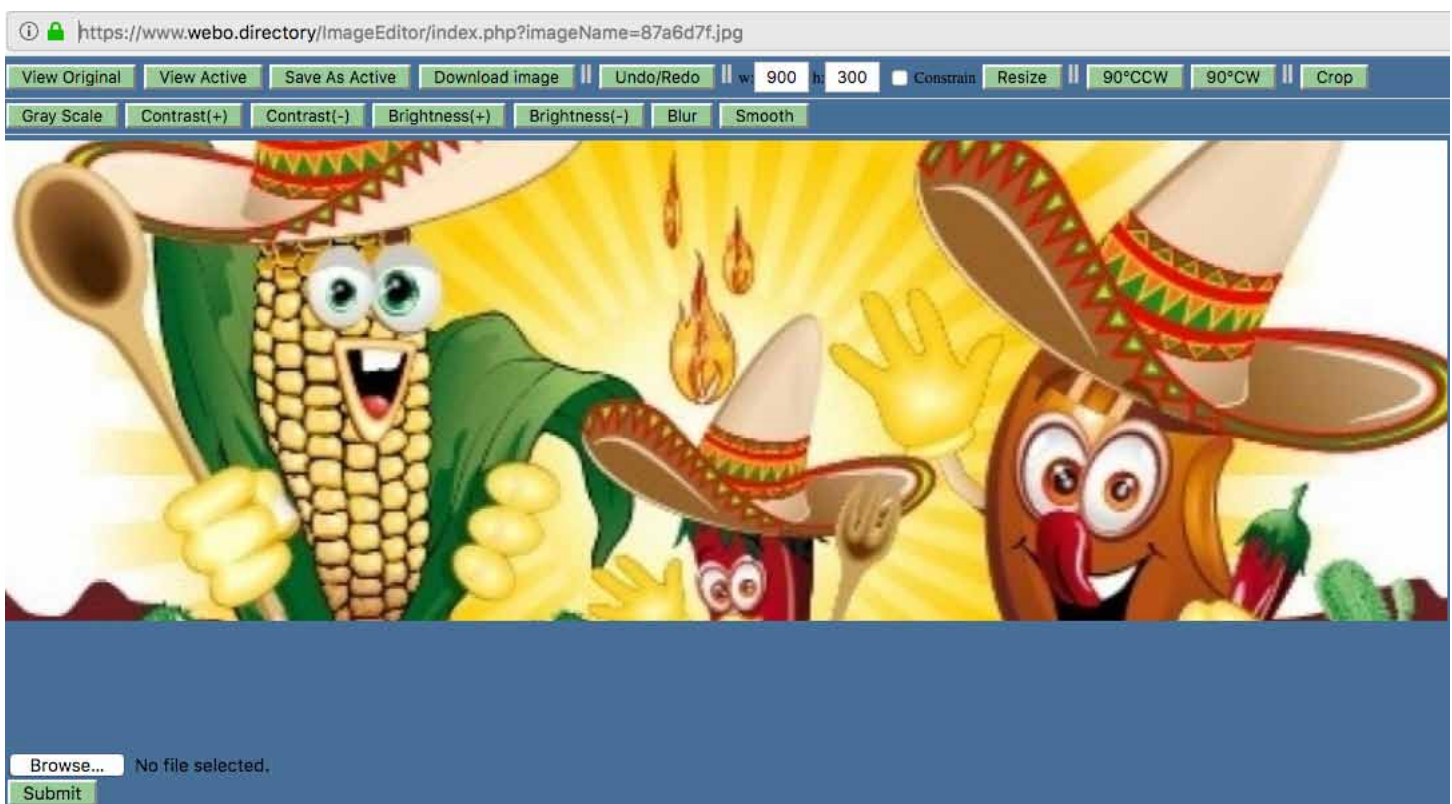 https://www.webo.directory/ImageEditor/index.php?imageName=87a6d7f.jpg
View Original View Active Save As Active Download image || Undo/Redo || w: 900 h: 300 Constrain Resize || 90°CCW 90°CW || Crop
Gray Scale Contrast(+) Contrast(-) Brightness(+) Brightness(-) Blur Smooth
Browse... No file selected.
Submit